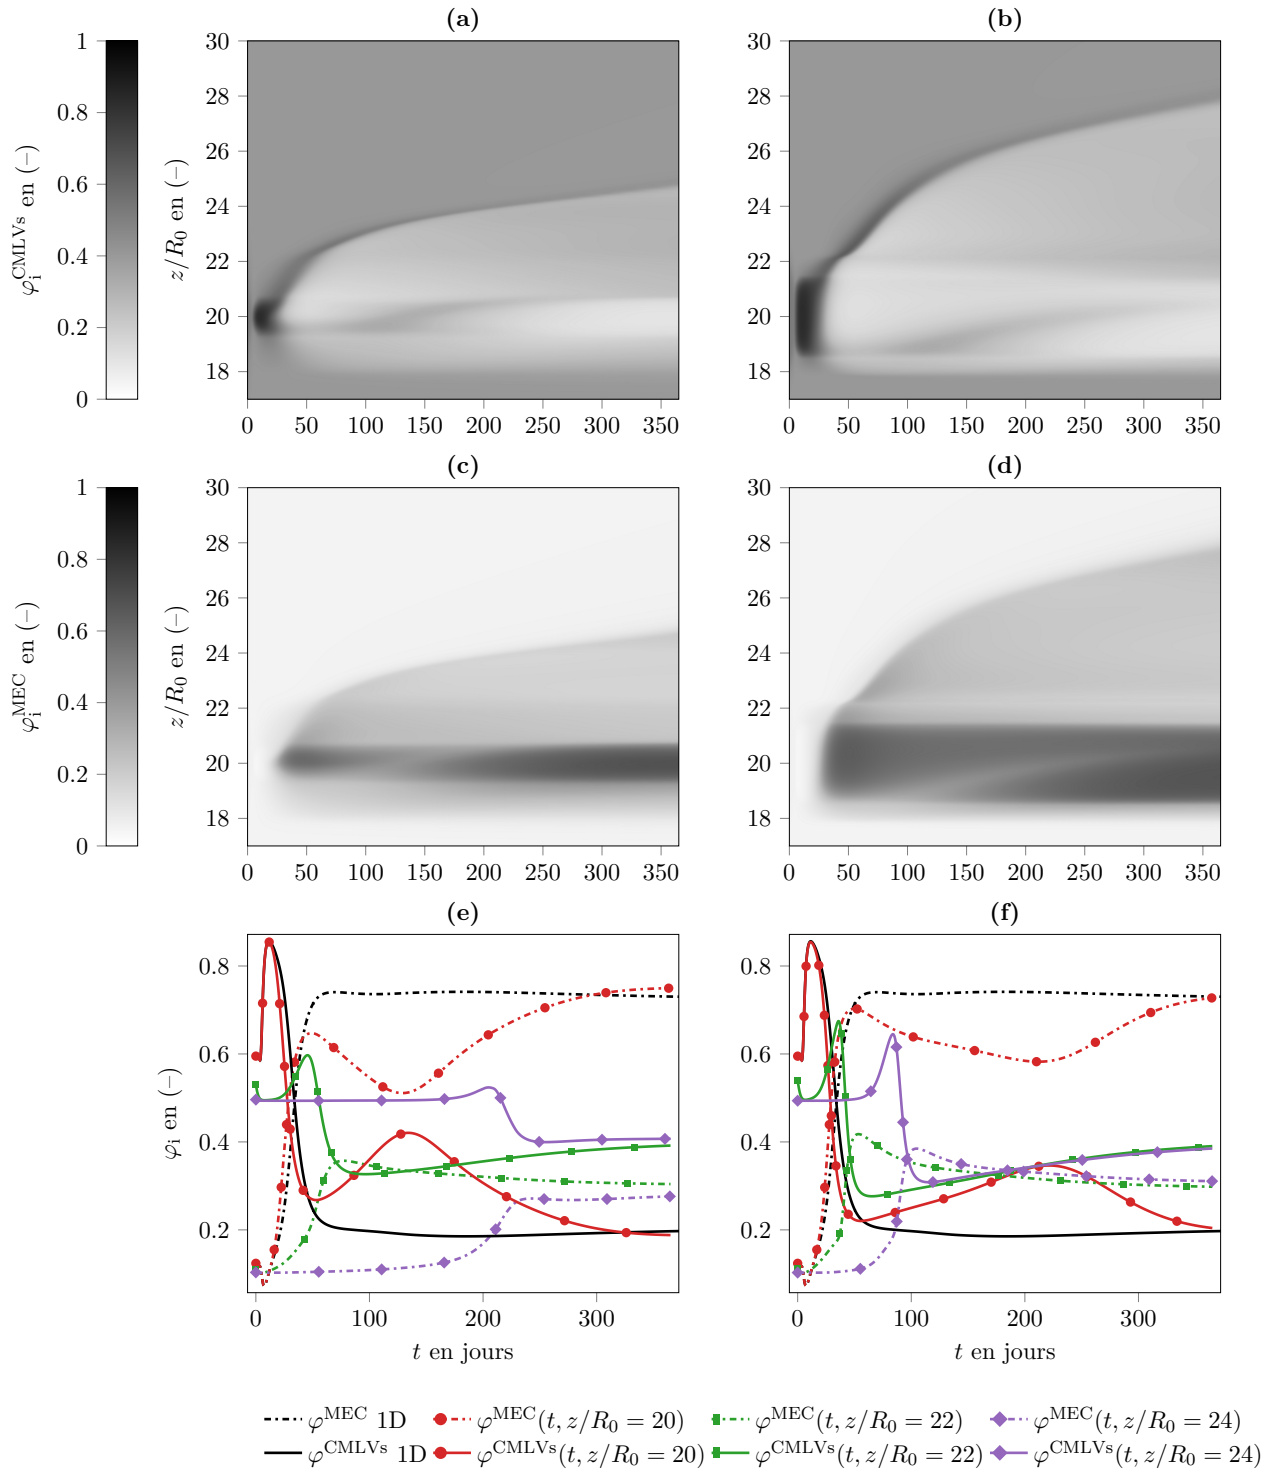 (a) (b)
1 0.8 0.6 0.4 0.2 0
φ_i^CMLVs en (−)
30 28 26 24 22 20 18
z/R_0 en (−)
0 50 100 150 200 250 300 350
30 28 26 24 22 20 18
0 50 100 150 200 250 300 350
(c) (d)
1 0.8 0.6 0.4 0.2 0
φ_i^MEC en (−)
30 28 26 24 22 20 18
z/R_0 en (−)
0 50 100 150 200 250 300 350
30 28 26 24 22 20 18
0 50 100 150 200 250 300 350
(e) (f)
0.8 0.6 0.4 0.2
φ_i en (−)
0 100 200 300
t en jours
0.8 0.6 0.4 0.2
0 100 200 300
t en jours
φ^MEC 1D φ^MEC(t, z/R_0 = 20) φ^MEC(t, z/R_0 = 22) φ^MEC(t, z/R_0 = 24)
φ^CMLVs 1D φ^CMLVs(t, z/R_0 = 20) φ^CMLVs(t, z/R_0 = 22) φ^CMLVs(t, z/R_0 = 24)